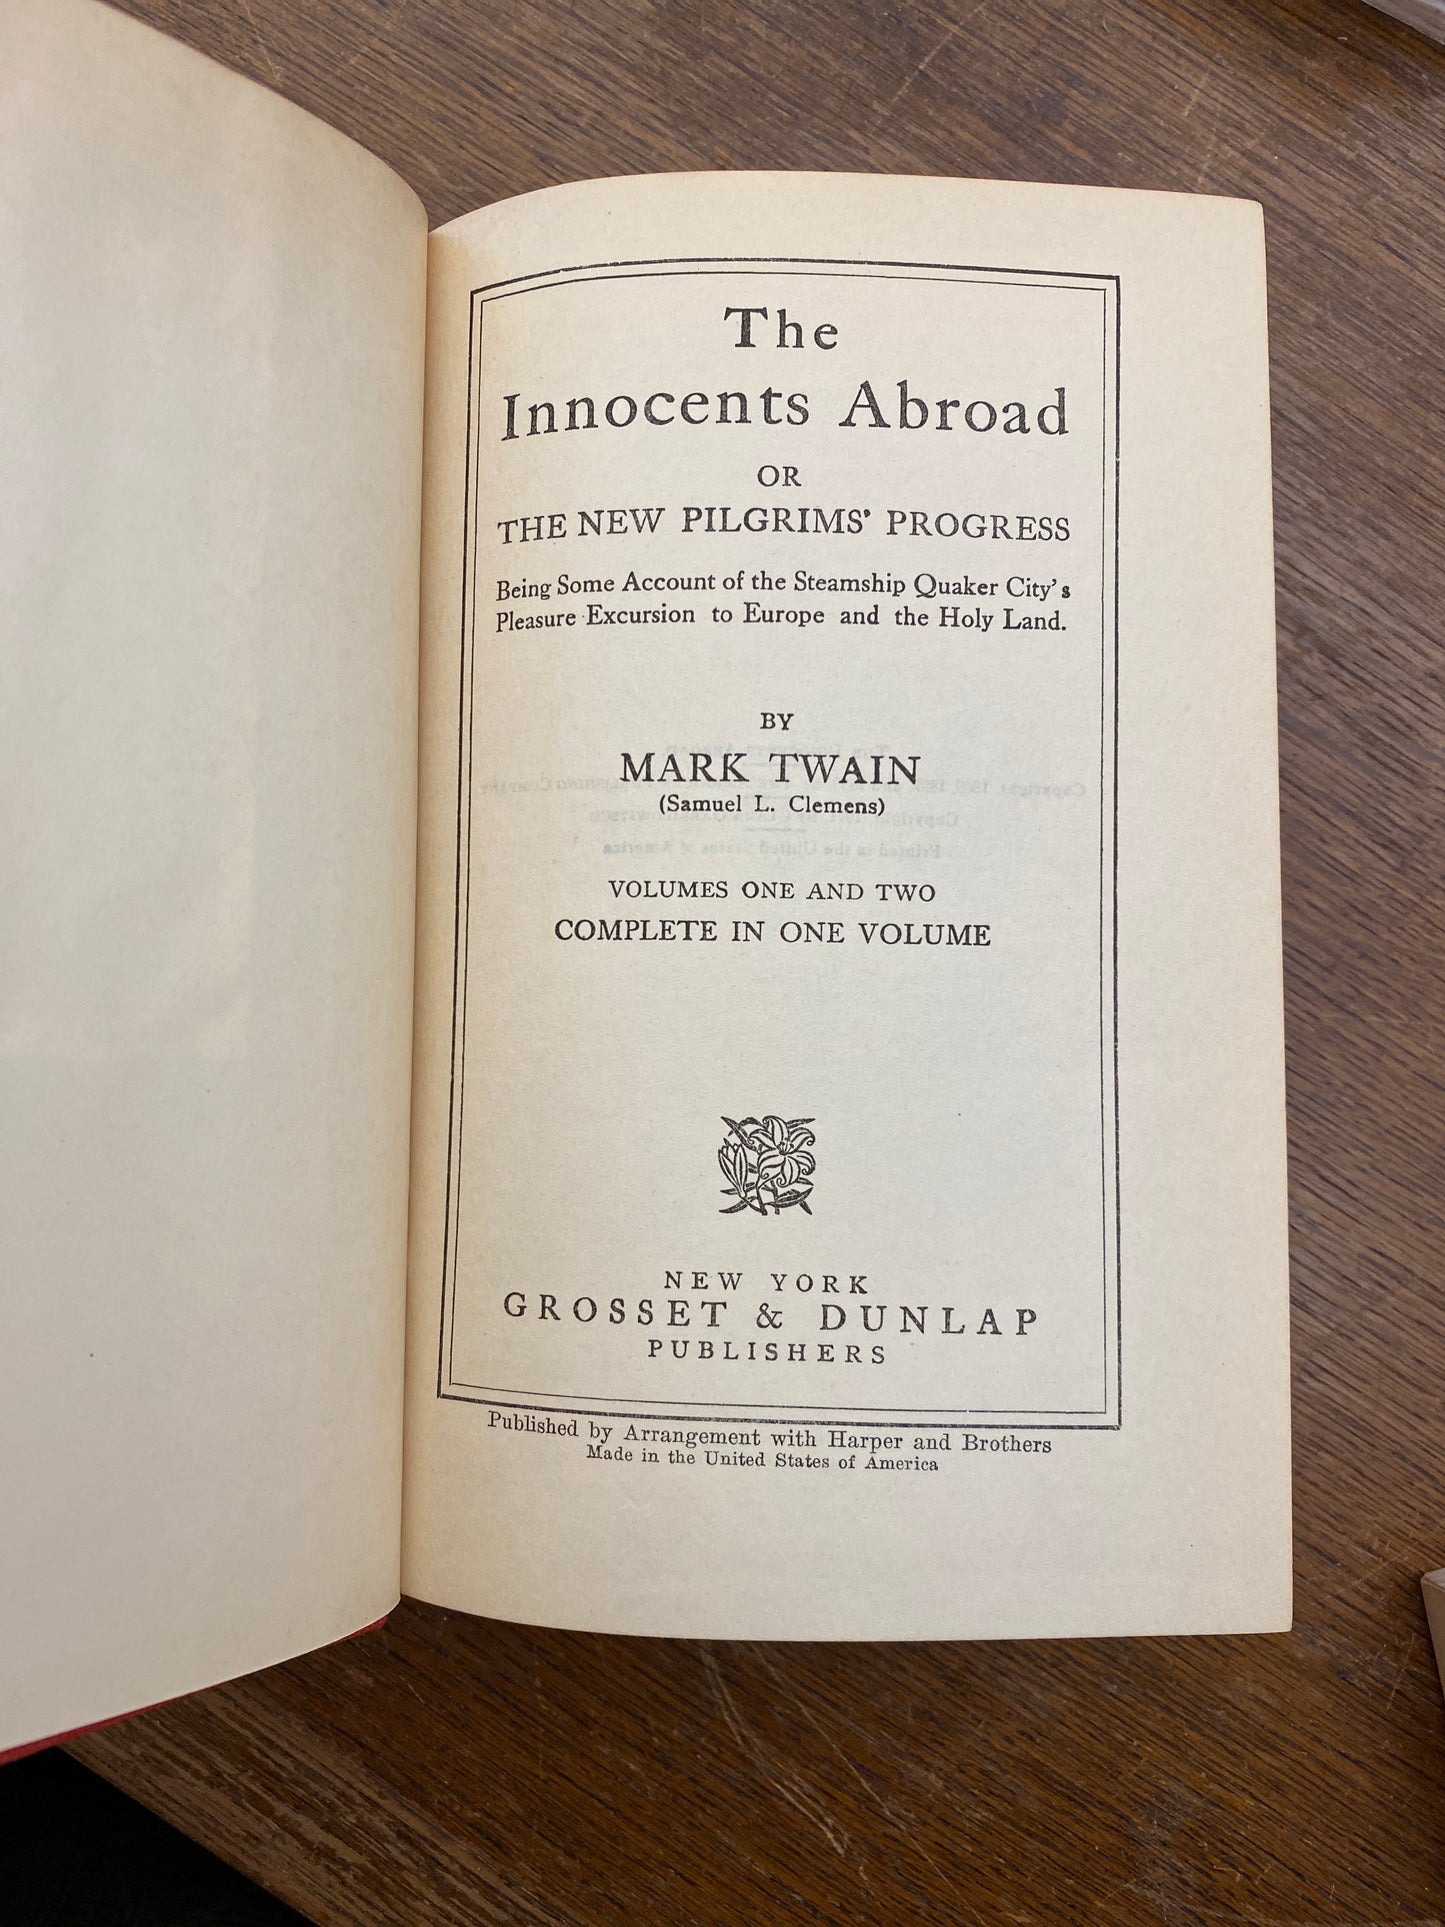 The
Innocents Abroad
OR
THE NEW PILGRIMS' PROGRESS
Being Some Account of the Steamship Quaker City's
Pleasure Excursion to Europe and the Holy Land.
BY
MARK TWAIN
(Samuel L. Clemens)
VOLUMES ONE AND TWO
COMPLETE IN ONE VOLUME
NEW YORK
GROSSET & DUNLAP
PUBLISHERS
Published by Arrangement with Harper and Brothers
Made in the United States of America